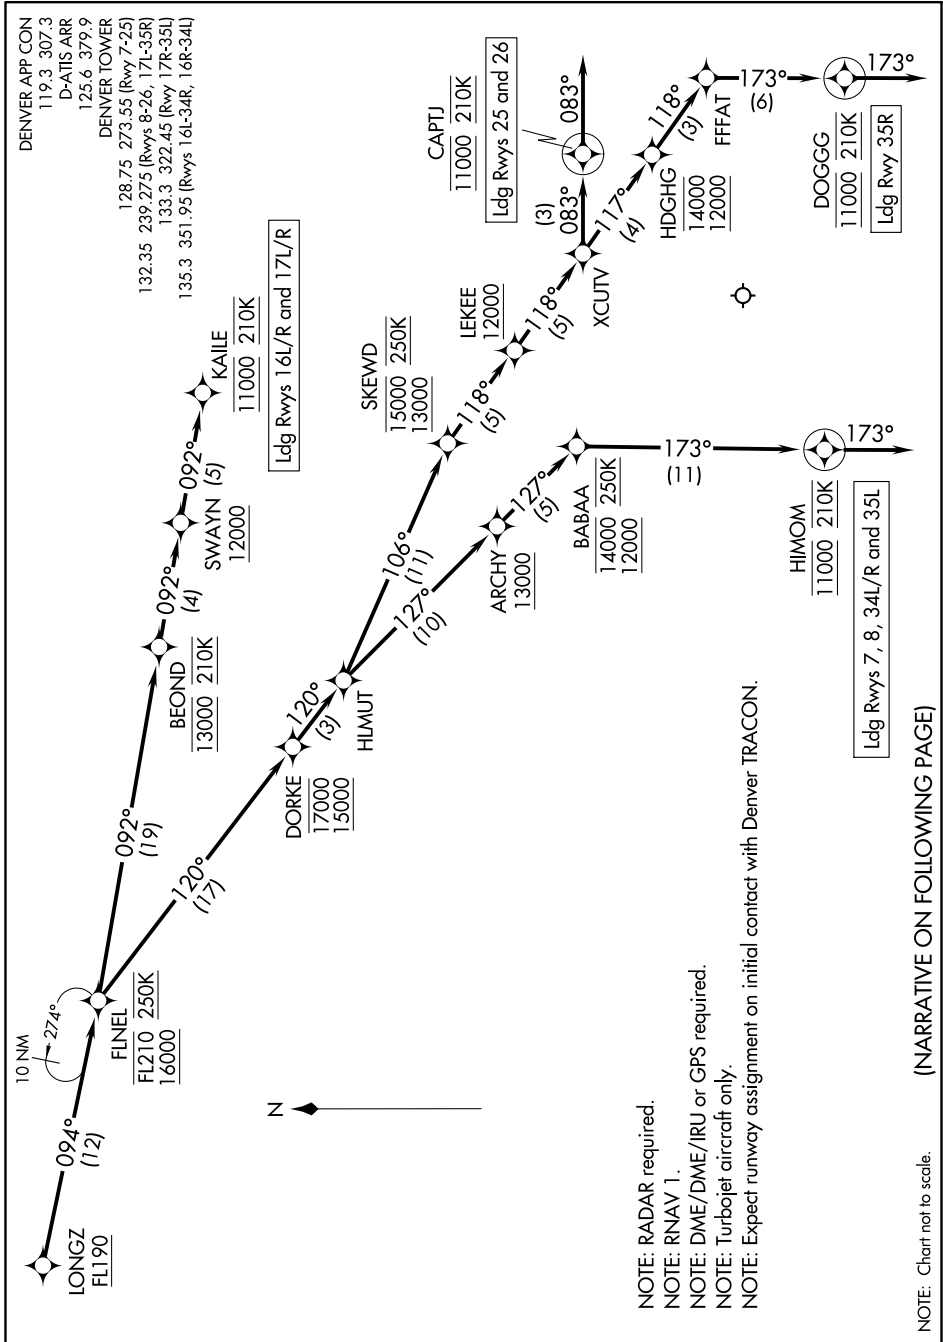 DENVER APP CON
119.3 307.3
D-ATIS ARR
125.6 379.9
DENVER TOWER
128.75 273.55 (Rwy 7-25)
132.35 239.275 (Rwys 8-26, 17L-35R)
133.3 322.45 (Rwy 17R-35L)
135.3 351.95 (Rwys 16L-34R, 16R-34L)
10 NM
274°
LONGZ
FL190
094°
(12)
FLNEL
FL210 250K
16000
092°
(19)
BEOND
13000 210K
092°
(4)
SWAYN
12000
092°
(5)
KAILE
11000 210K
Ldg Rwys 16L/R and 17L/R
120°
(17)
DORKE
17000
15000
120°
(3)
HLMUT
106°
(11)
SKEWD
15000 250K
13000
118°
(5)
LEKEE
12000
118°
(5)
XCUTV
(3)
083°
CAPTJ
11000 210K
Ldg Rwys 25 and 26
083°
117°
(4)
HDGHG
14000
12000
118°
(3)
FFFAT
173°
(6)
DOGGG
11000 210K
Ldg Rwy 35R
173°
127°
(10)
ARCHY
13000
127°
(5)
BABAA
14000 250K
12000
173°
(11)
HIMOM
11000 210K
Ldg Rwys 7, 8, 34L/R and 35L
173°
N
NOTE: RADAR required.
NOTE: RNAV 1.
NOTE: DME/DME/IRU or GPS required.
NOTE: Turbojet aircraft only.
NOTE: Expect runway assignment on initial contact with Denver TRACON.
(NARRATIVE ON FOLLOWING PAGE)
NOTE: Chart not to scale.